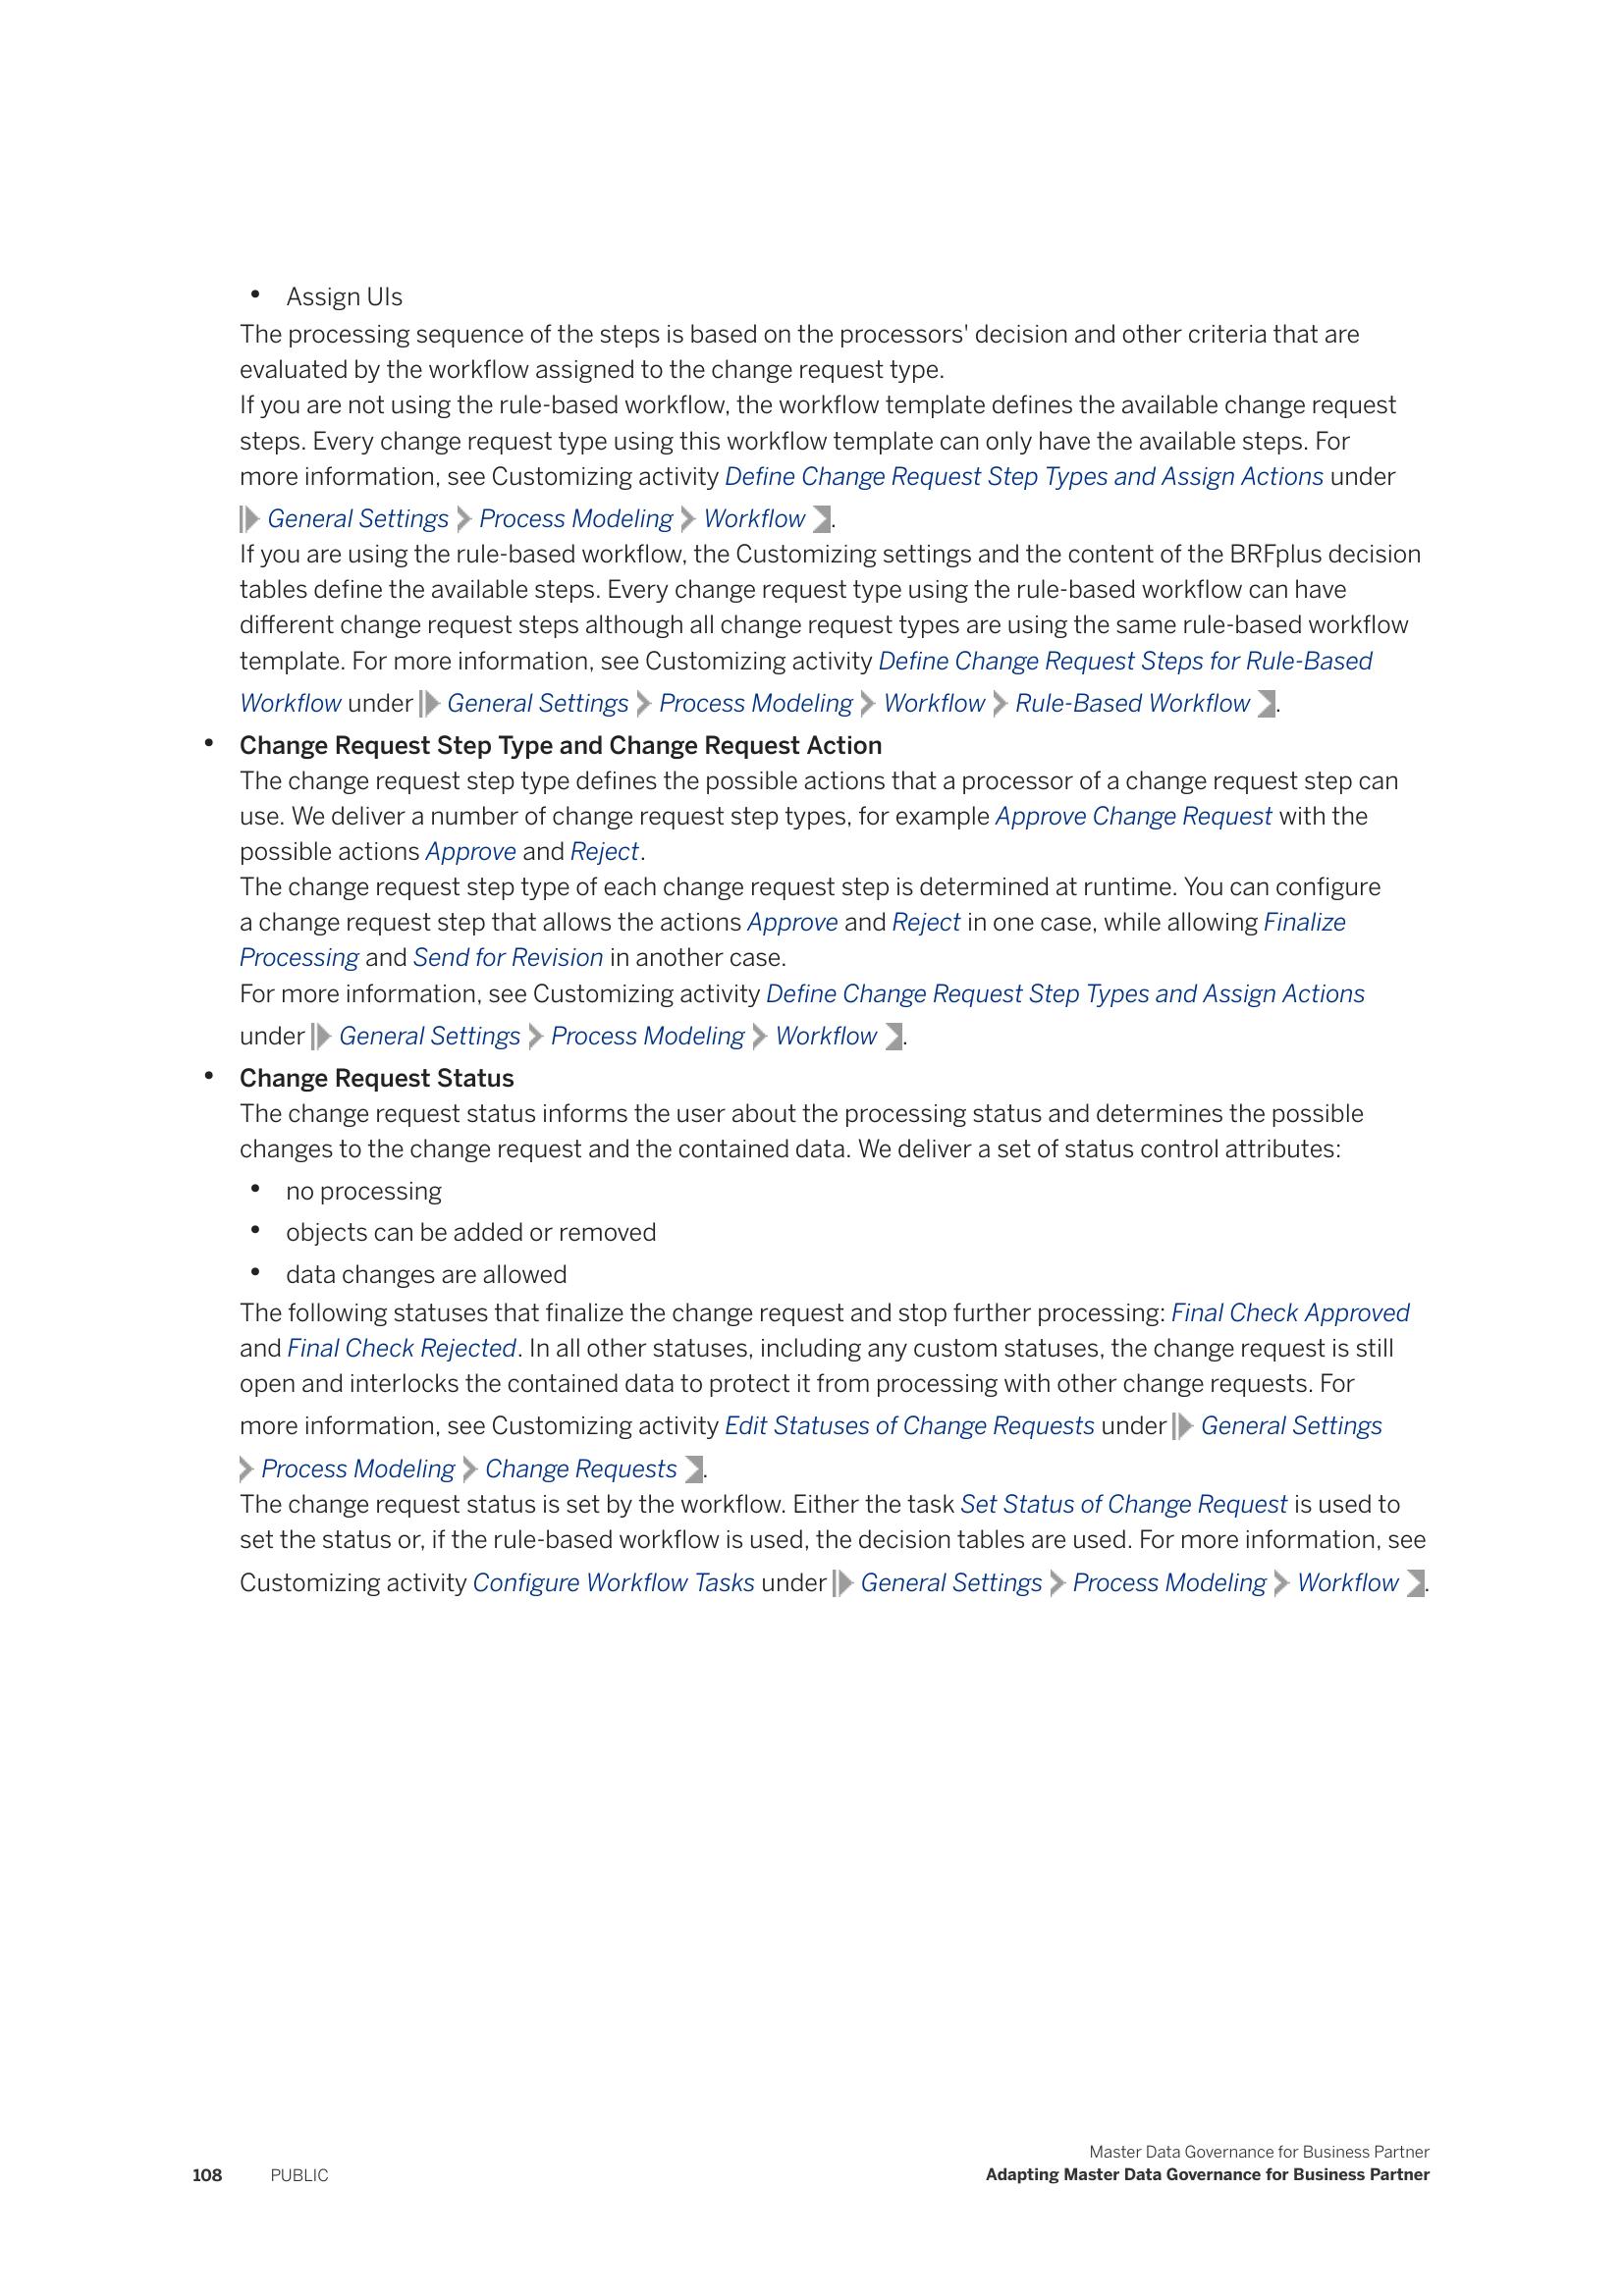 • Assign UIs
The processing sequence of the steps is based on the processors' decision and other criteria that are
evaluated by the workflow assigned to the change request type.
If you are not using the rule-based workflow, the workflow template defines the available change request
steps. Every change request type using this workflow template can only have the available steps. For
more information, see Customizing activity Define Change Request Step Types and Assign Actions under
General Settings Process Modeling Workflow .
If you are using the rule-based workflow, the Customizing settings and the content of the BRFplus decision
tables define the available steps. Every change request type using the rule-based workflow can have
different change request steps although all change request types are using the same rule-based workflow
template. For more information, see Customizing activity Define Change Request Steps for Rule-Based
Workflow under General Settings Process Modeling Workflow Rule-Based Workflow .
• Change Request Step Type and Change Request Action
The change request step type defines the possible actions that a processor of a change request step can
use. We deliver a number of change request step types, for example Approve Change Request with the
possible actions Approve and Reject.
The change request step type of each change request step is determined at runtime. You can configure
a change request step that allows the actions Approve and Reject in one case, while allowing Finalize
Processing and Send for Revision in another case.
For more information, see Customizing activity Define Change Request Step Types and Assign Actions
under General Settings Process Modeling Workflow .
• Change Request Status
The change request status informs the user about the processing status and determines the possible
changes to the change request and the contained data. We deliver a set of status control attributes:
• no processing
• objects can be added or removed
• data changes are allowed
The following statuses that finalize the change request and stop further processing: Final Check Approved
and Final Check Rejected. In all other statuses, including any custom statuses, the change request is still
open and interlocks the contained data to protect it from processing with other change requests. For
more information, see Customizing activity Edit Statuses of Change Requests under General Settings
Process Modeling Change Requests .
The change request status is set by the workflow. Either the task Set Status of Change Request is used to
set the status or, if the rule-based workflow is used, the decision tables are used. For more information, see
Customizing activity Configure Workflow Tasks under General Settings Process Modeling Workflow .
Master Data Governance for Business Partner
108 PUBLIC Adapting Master Data Governance for Business Partner